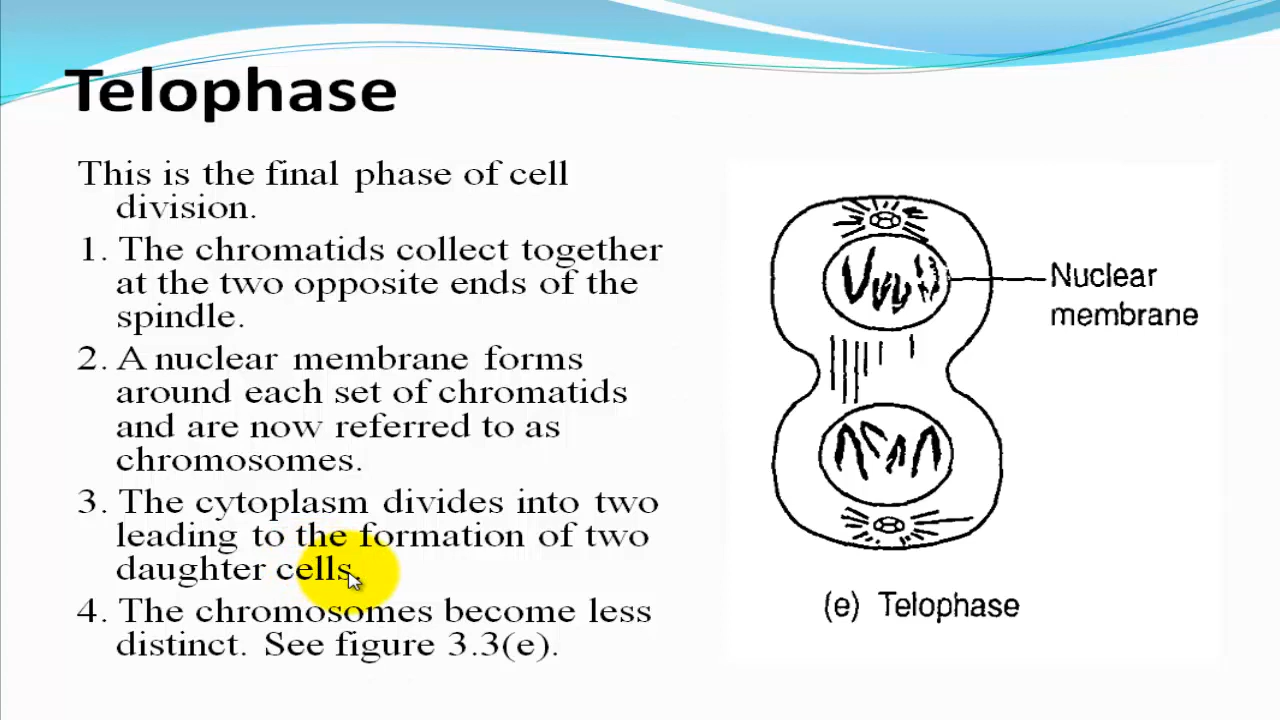 Telophase
This is the final phase of cell
division.
1. The chromatids collect together
at the two opposite ends of the
spindle.
2. A nuclear membrane forms
around each set of chromatids
and are now referred to as
chromosomes.
3. The cytoplasm divides into two
leading to the formation of two
daughter cells.
4. The chromosomes become less
distinct. See figure 3.3(e).
Nuclear
membrane
(e) Telophase